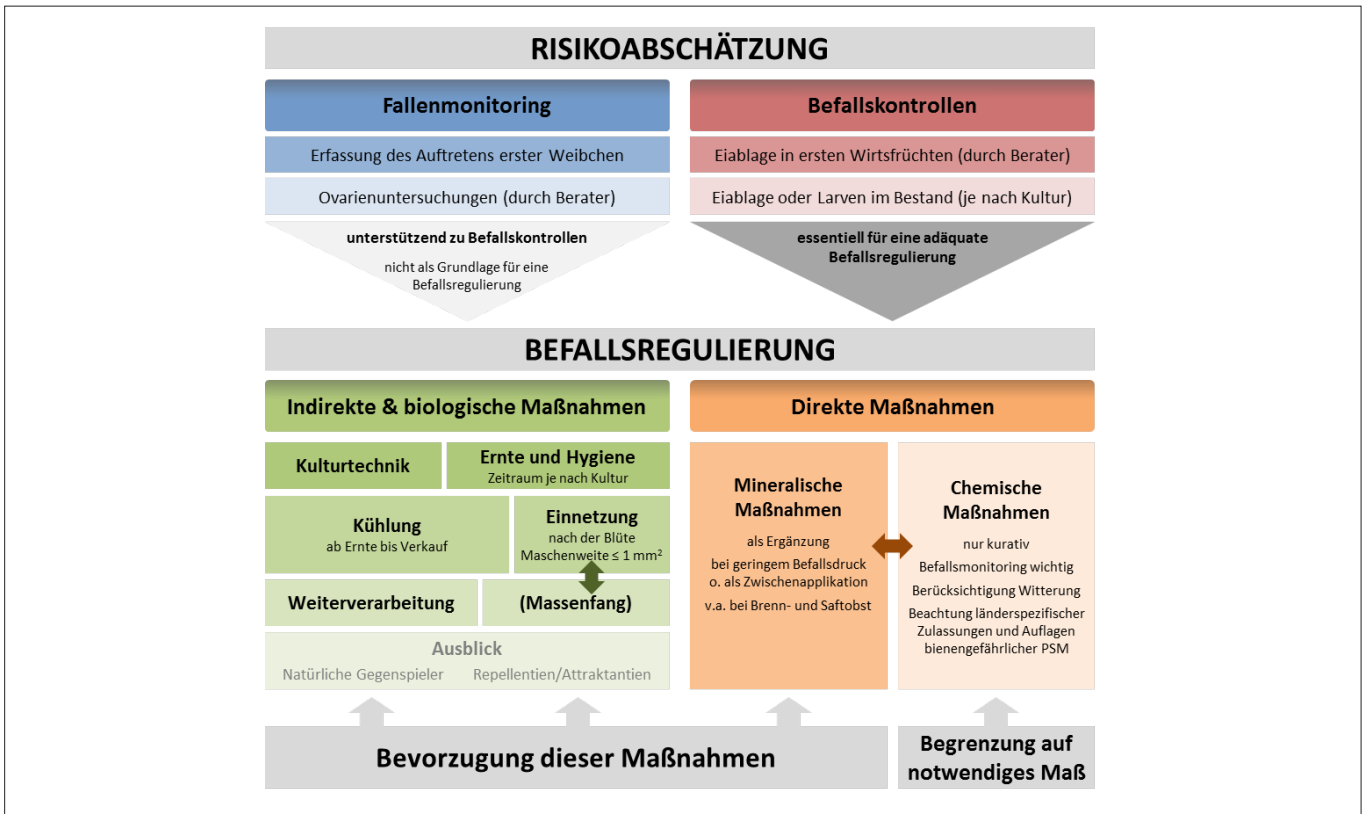 RISIKOABSCHÄTZUNG
Fallenmonitoring
Erfassung des Auftretens erster Weibchen
Ovarienuntersuchungen (durch Berater)
unterstützend zu Befallskontrollen
nicht als Grundlage für eine
Befallsregulierung
Befallskontrollen
Eiablage in ersten Wirtsfrüchten (durch Berater)
Eiablage oder Larven im Bestand (je nach Kultur)
essentiell für eine adäquate
Befallsregulierung
BEFALLSREGULIERUNG
Indirekte & biologische Maßnahmen
Kulturtechnik
Ernte und Hygiene
Zeitraum je nach Kultur
Kühlung
ab Ernte bis Verkauf
Einnetzung
nach der Blüte
Maschenweite ≤ 1 mm²
Weiterverarbeitung
(Massenfang)
Ausblick
Natürliche Gegenspieler
Repellentien/Attraktantien
Direkte Maßnahmen
Mineralische
Maßnahmen
als Ergänzung
bei geringem Befallsdruck
o. als Zwischenapplikation
v.a. bei Brenn- und Saftobst
Chemische
Maßnahmen
nur kurativ
Befallsmonitoring wichtig
Berücksichtigung Witterung
Beachtung länderspezifischer
Zulassungen und Auflagen
bienengefährlicher PSM
Bevorzugung dieser Maßnahmen
Begrenzung auf
notwendiges Maß